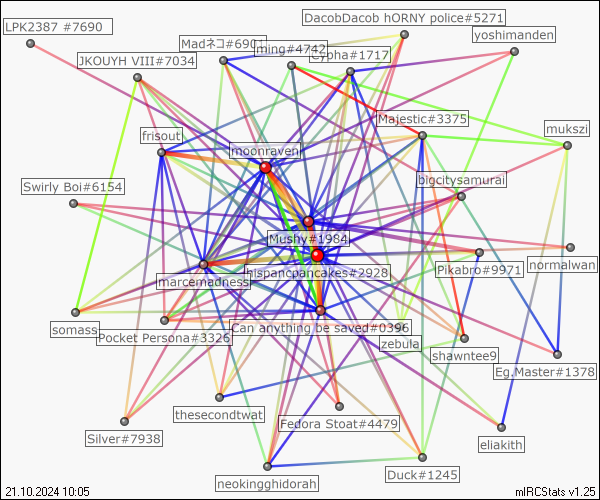 DacobDacob hORNY police#5271
LPK2387 #7690
yoshimanden
Madネコ#690
ming#4742
Cypha#1717
JKOUYH VIII#7034
Majestic#3375
mukszi
frisout
moonraven
bigcitysamurai
Swirly Boi#6154
Mushy#1984
normalwan
hispancpancakes#2928
Pikabro#9971
marcemadness
somass
Pocket Persona#3326
Can anything be saved#0396
zebula
shawntee9
Eg.Master#1378
thesecondtwat
Fedora Stoat#4479
Silver#7938
eliakith
neokingghidorah
Duck#1245
21.10.2024 10:05
mIRCStats v1.25